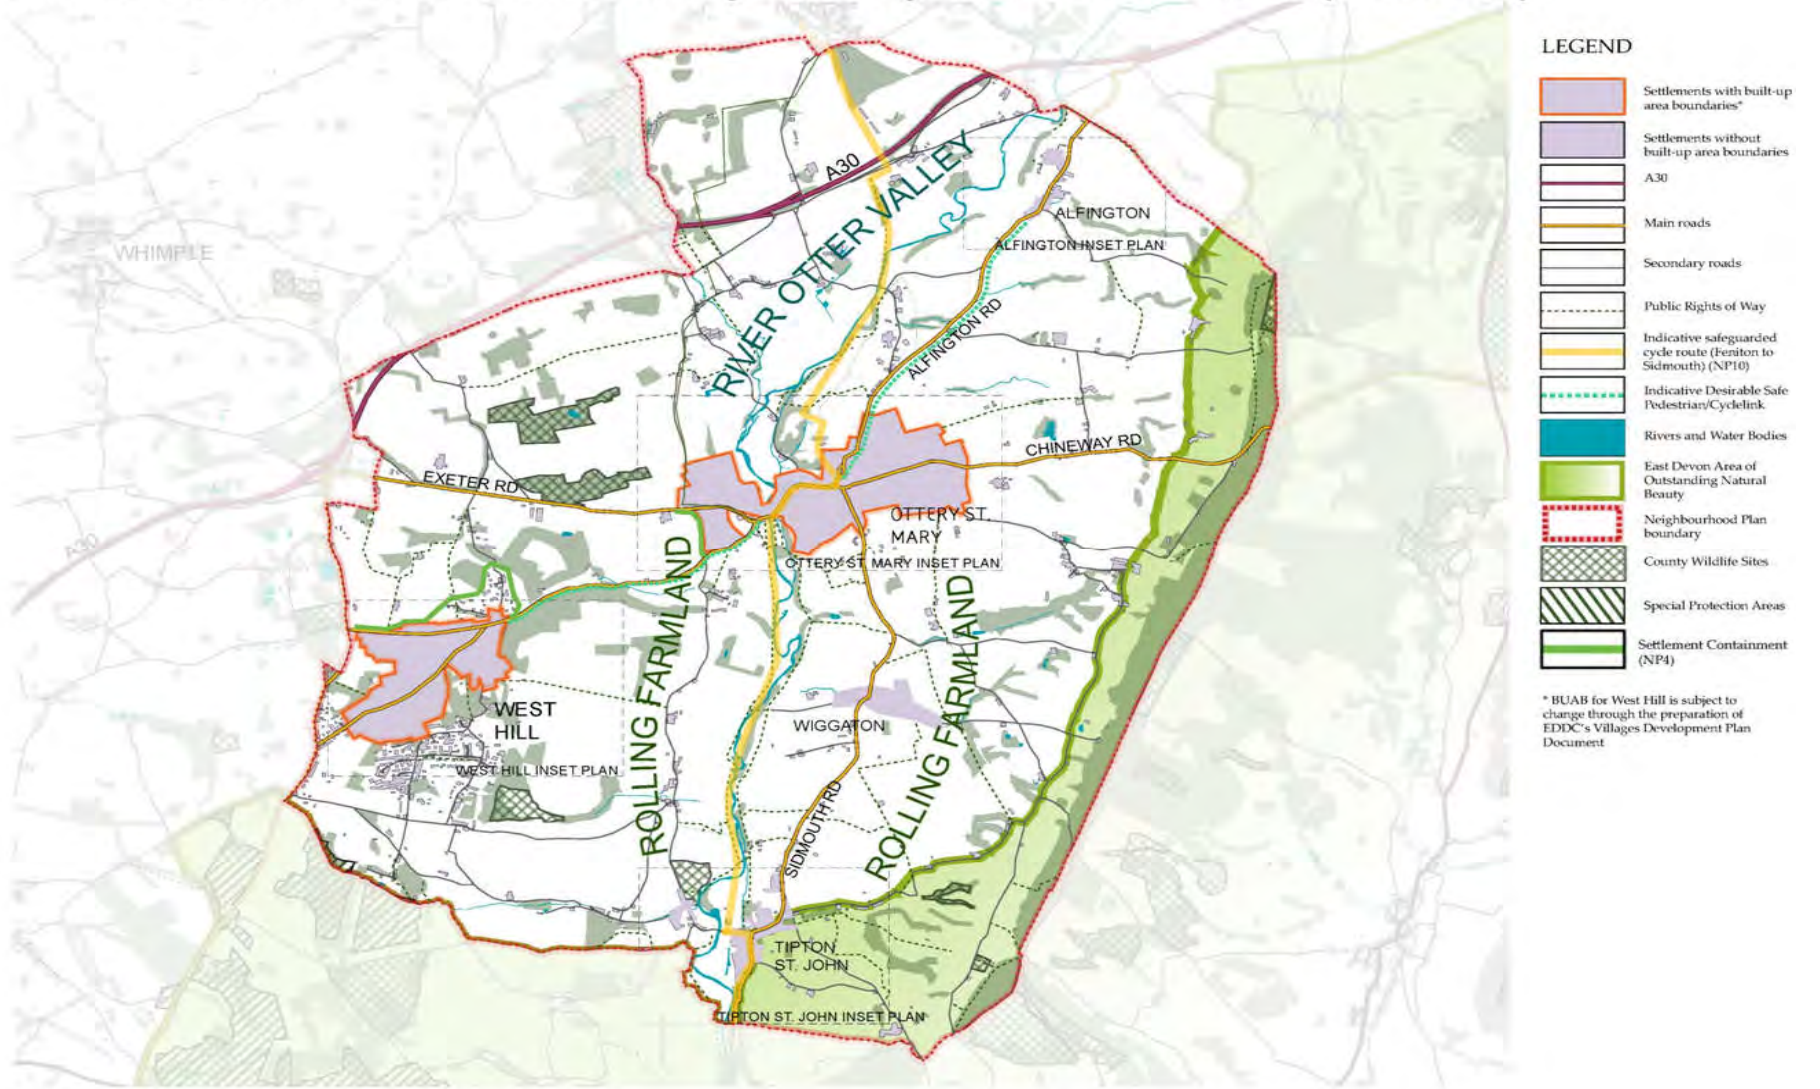 LEGEND
Settlements with built-up
area boundaries*
Settlements without
built-up area boundaries
A30
Main roads
Secondary roads
Public Rights of Way
Indicative safeguarded
cycle route (Feniton to
Sidmouth) (NP10)
Indicative Desirable Safe
Pedestrian/Cyclelink
Rivers and Water Bodies
East Devon Area of
Outstanding Natural
Beauty
Neighbourhood Plan
boundary
County Wildlife Sites
Special Protection Areas
Settlement Containment
(NP4)
* BUAB for West Hill is subject to
change through the preparation of
EDDC's Villages Development Plan
Document
A30
RIVER OTTER VALLEY
ALFINGTON
ALFINGTON INSET PLAN
WHIMPLE
ALFINGTON RD
CHINEWAY RD
EXETER RD
OTTERY ST.
MARY
OTTERY ST. MARY INSET PLAN
A30
ROLLING FARMLAND
ROLLING FARMLAND
WEST
HILL
WIGGATON
WEST HILL INSET PLAN
SIDMOUTH RD
TIPTON
ST. JOHN
TIPTON ST. JOHN INSET PLAN